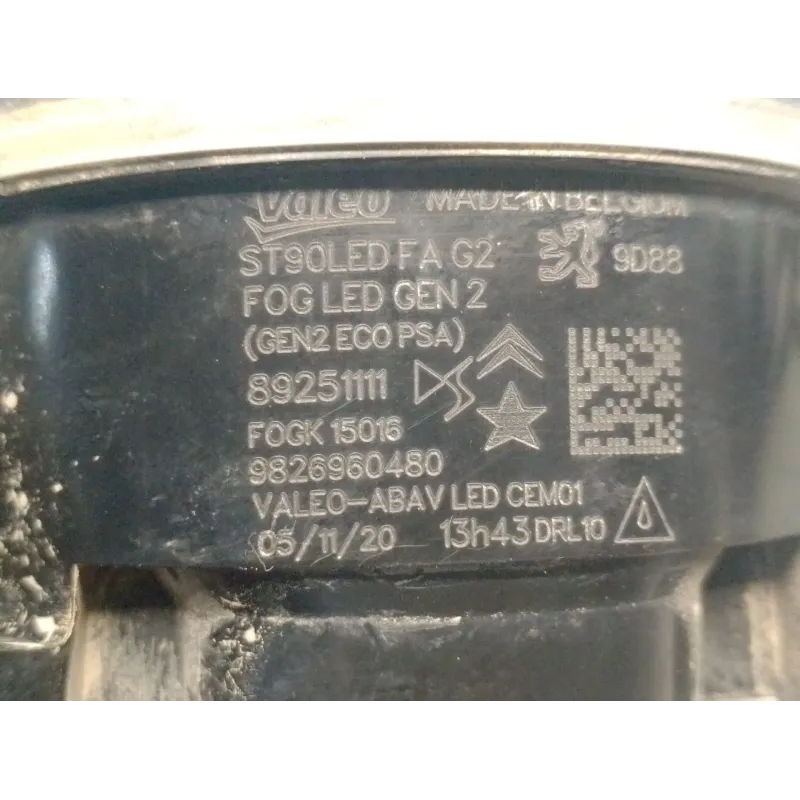 Valeo MADE IN BELGIUM
ST90LED FA G2 9D88
FOG LED GEN 2
(GEN2 ECO PSA)
89251111 DS
FOGK 15016
9826960480
VALEO-ABAV LED CEM01
05/11/20 13h43 DRL10